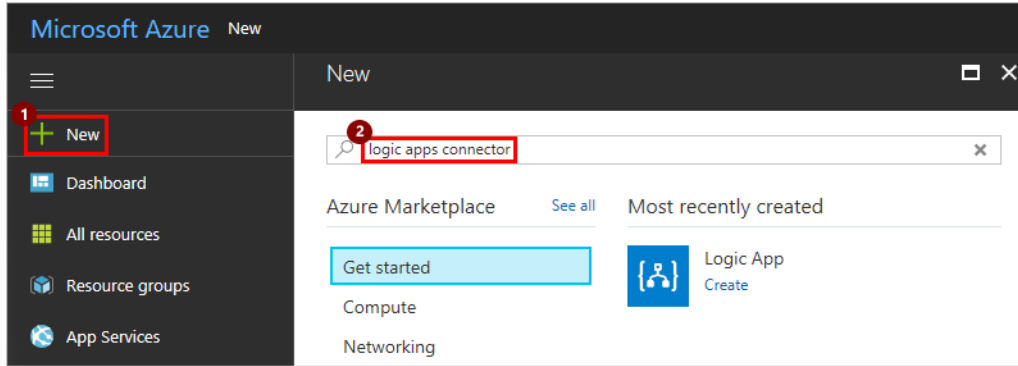 Microsoft Azure New
New
1
New
2
logic apps connector
Dashboard
All resources
Resource groups
App Services
Azure Marketplace See all
Get started
Compute
Networking
Most recently created
Logic App
Create